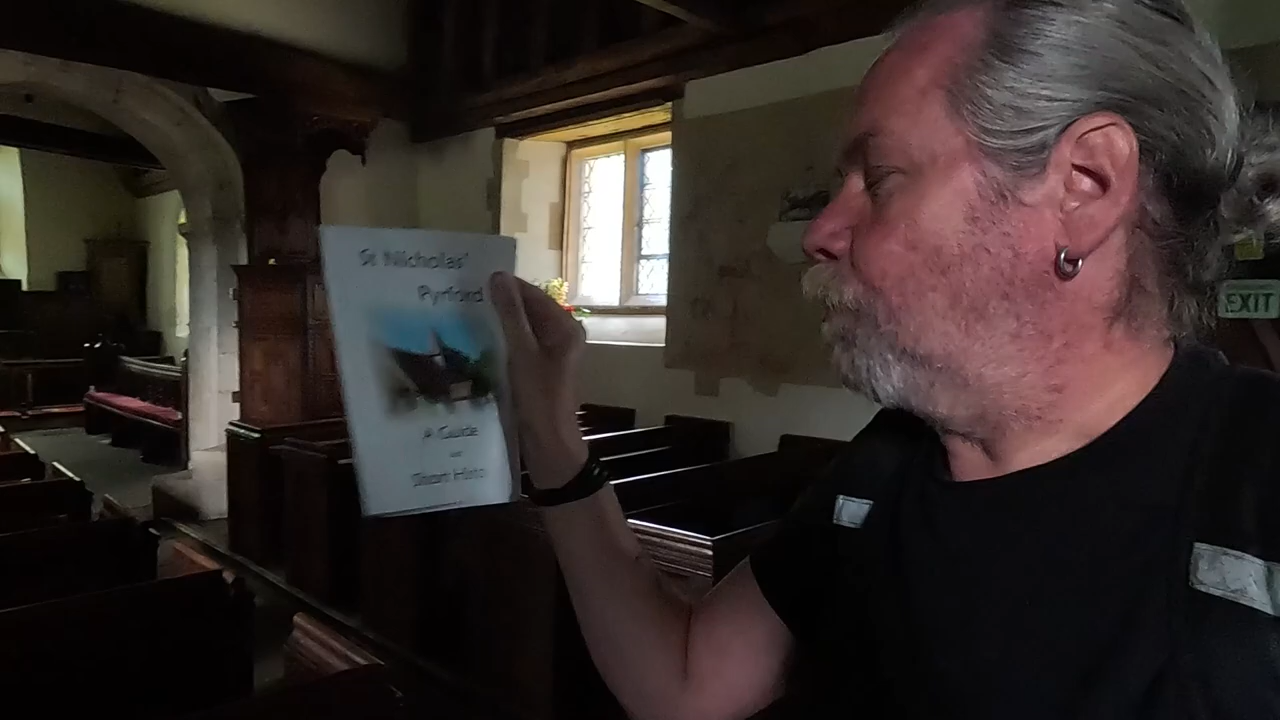 St Nicholas'
Pyrford
A Guide
and
Short Histo
EXIT